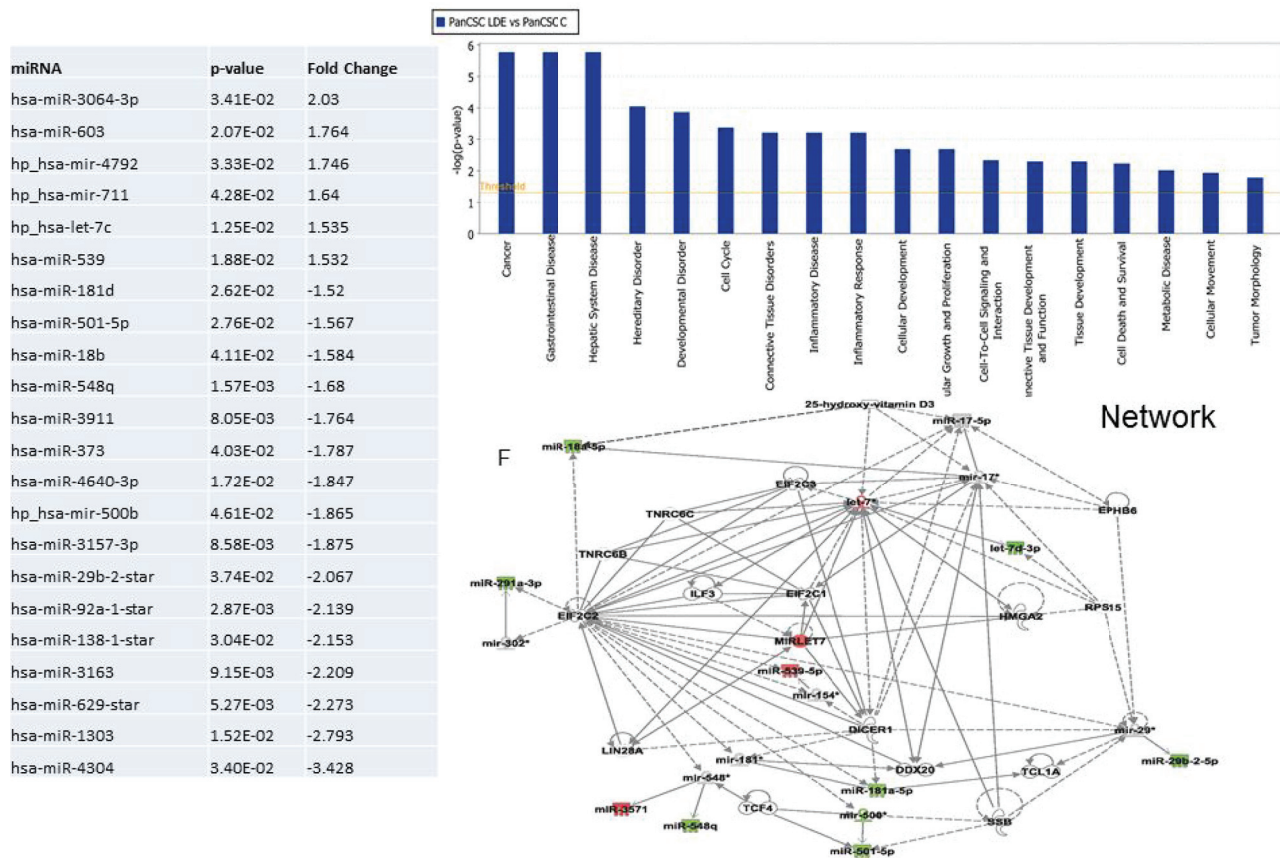 PanCSC LDE vs PanCSC C
miRNA p-value Fold Change
hsa-miR-3064-3p 3.41E-02 2.03
hsa-miR-603 2.07E-02 1.764
hp_hsa-mir-4792 3.33E-02 1.746
hp_hsa-mir-711 4.28E-02 1.64
hp_hsa-let-7c 1.25E-02 1.535
hsa-miR-539 1.88E-02 1.532
hsa-miR-181d 2.62E-02 -1.52
hsa-miR-501-5p 2.76E-02 -1.567
hsa-miR-18b 4.11E-02 -1.584
hsa-miR-548q 1.57E-03 -1.68
hsa-miR-3911 8.05E-03 -1.764
hsa-miR-373 4.03E-02 -1.787
hsa-miR-4640-3p 1.72E-02 -1.847
hp_hsa-mir-500b 4.61E-02 -1.865
hsa-miR-3157-3p 8.58E-03 -1.875
hsa-miR-29b-2-star 3.74E-02 -2.067
hsa-miR-92a-1-star 2.87E-03 -2.139
hsa-miR-138-1-star 3.04E-02 -2.153
hsa-miR-3163 9.15E-03 -2.209
hsa-miR-629-star 5.27E-03 -2.273
hsa-miR-1303 1.52E-02 -2.793
hsa-miR-4304 3.40E-02 -3.428
-log(p-value)
6
5
4
3
2
1
0
Threshold
Cancer
Gastrointestinal Disease
Hepatic System Disease
Hereditary Disorder
Developmental Disorder
Cell Cycle
Connective Tissue Disorders
Inflammatory Disease
Inflammatory Response
Cellular Development
ular Growth and Proliferation
Cell-To-Cell Signaling and
Interaction
nective Tissue Development
and Function
Tissue Development
Cell Death and Survival
Metabolic Disease
Cellular Movement
Tumor Morphology
Network
F
25-hydroxy-vitamin D3
miR-17-5p
miR-18a-5p
EIF2C3
mir-17*
let-7*
TNRC6C
EPHB6
let-7d-3p
TNRC6B
miR-291a-3p
ILF3
EIF2C1
RPS15
EIF2C2
HMGA2
mir-302*
MIRLET7
miR-539-5p
mir-154*
DICER1
mir-29*
LIN28A
mir-181*
DDX20
TCL1A
miR-29b-2-5p
mir-548*
miR-181a-5p
miR-3571
TCF4
mir-500*
SSB
miR-548q
miR-501-5p